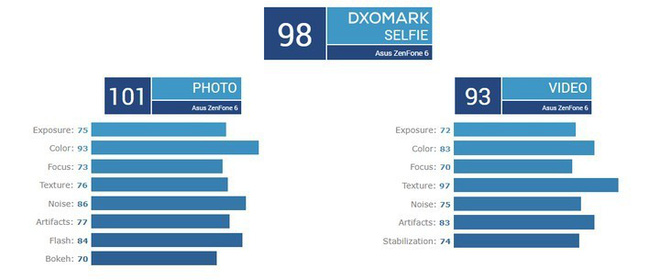 98
DXOMARK
SELFIE
Asus ZenFone 6
101
PHOTO
Asus ZenFone 6
Exposure: 75
Color: 93
Focus: 73
Texture: 76
Noise: 86
Artifacts: 77
Flash: 84
Bokeh: 70
93
VIDEO
Asus ZenFone 6
Exposure: 72
Color: 83
Focus: 70
Texture: 97
Noise: 75
Artifacts: 83
Stabilization: 74